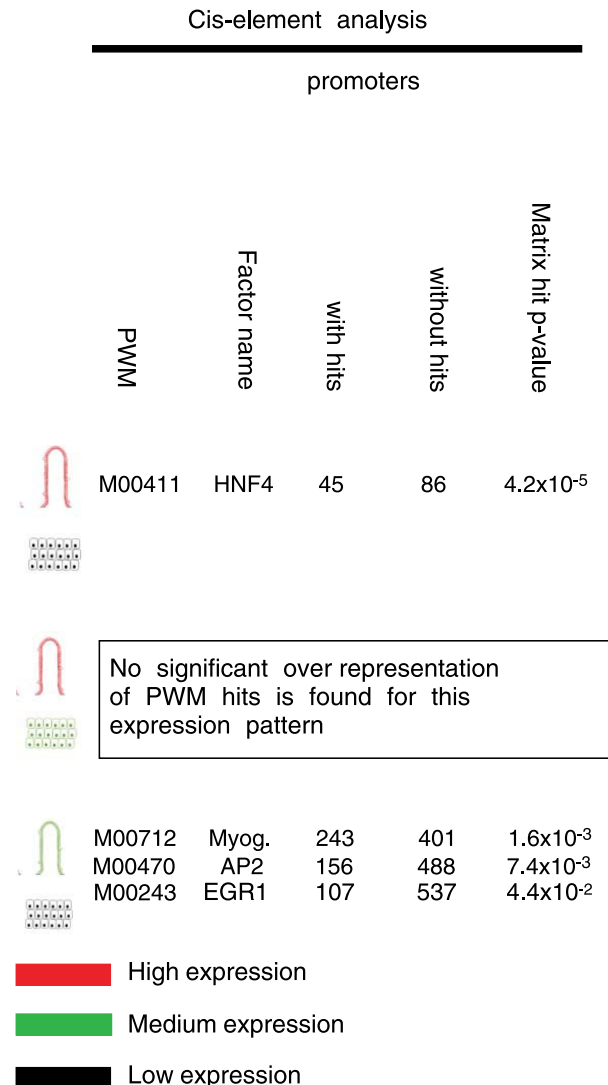 Cis-element analysis
promoters
PWM
Factor name
with hits
without hits
Matrix hit p-value
M00411 HNF4 45 86 4.2x10-5
No significant over representation
of PWM hits is found for this
expression pattern
M00712 Myog. 243 401 1.6x10-3
M00470 AP2 156 488 7.4x10-3
M00243 EGR1 107 537 4.4x10-2
High expression
Medium expression
Low expression